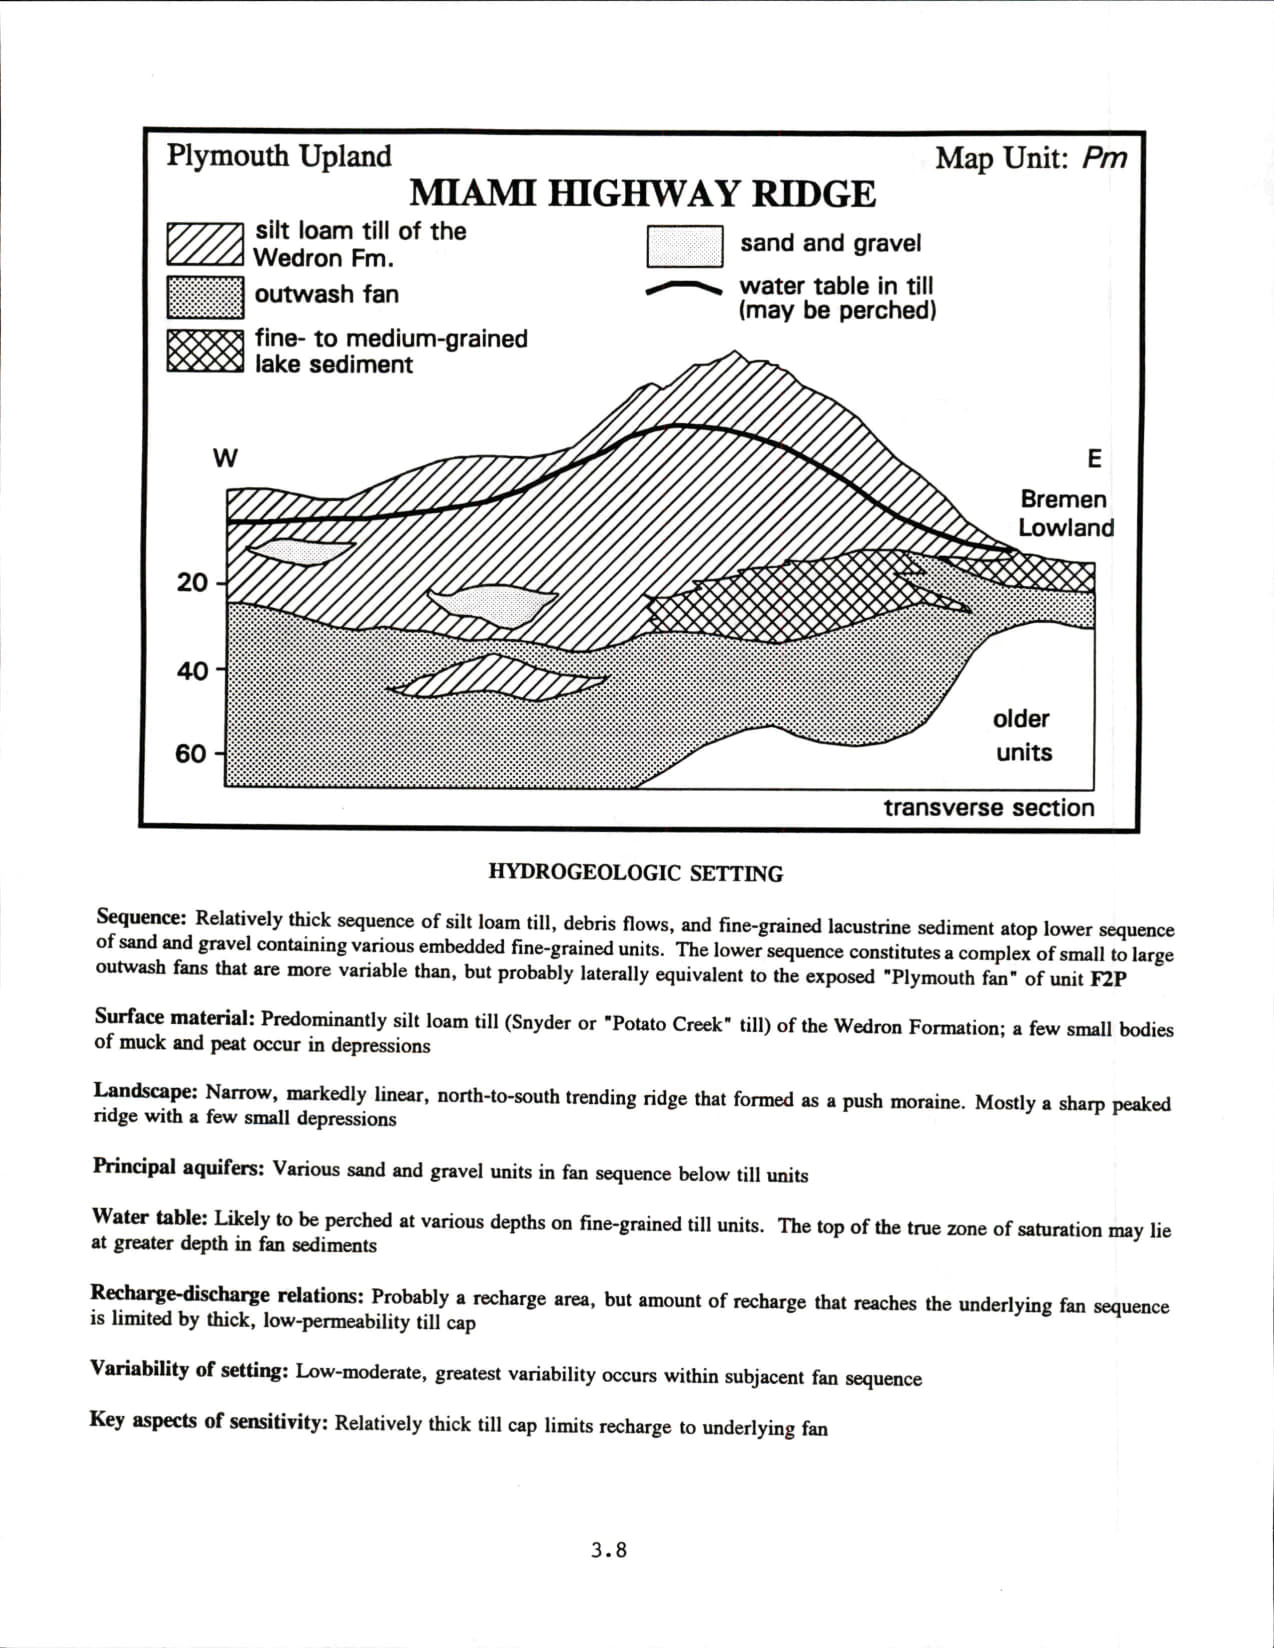 Plymouth Upland
Map Unit: Pm
MIAMI HIGHWAY RIDGE
silt loam till of the
Wedron Fm.
outwash fan
fine- to medium-grained
lake sediment
sand and gravel
water table in till
(may be perched)
W
E
Bremen
Lowland
20
40
60
older
units
transverse section
HYDROGEOLOGIC SETTING
Sequence: Relatively thick sequence of silt loam till, debris flows, and fine-grained lacustrine sediment atop lower sequence
of sand and gravel containing various embedded fine-grained units. The lower sequence constitutes a complex of small to large
outwash fans that are more variable than, but probably laterally equivalent to the exposed "Plymouth fan" of unit F2P
Surface material: Predominantly silt loam till (Snyder or "Potato Creek" till) of the Wedron Formation; a few small bodies
of muck and peat occur in depressions
Landscape: Narrow, markedly linear, north-to-south trending ridge that formed as a push moraine. Mostly a sharp peaked
ridge with a few small depressions
Principal aquifers: Various sand and gravel units in fan sequence below till units
Water table: Likely to be perched at various depths on fine-grained till units. The top of the true zone of saturation may lie
at greater depth in fan sediments
Recharge-discharge relations: Probably a recharge area, but amount of recharge that reaches the underlying fan sequence
is limited by thick, low-permeability till cap
Variability of setting: Low-moderate, greatest variability occurs within subjacent fan sequence
Key aspects of sensitivity: Relatively thick till cap limits recharge to underlying fan
3.8